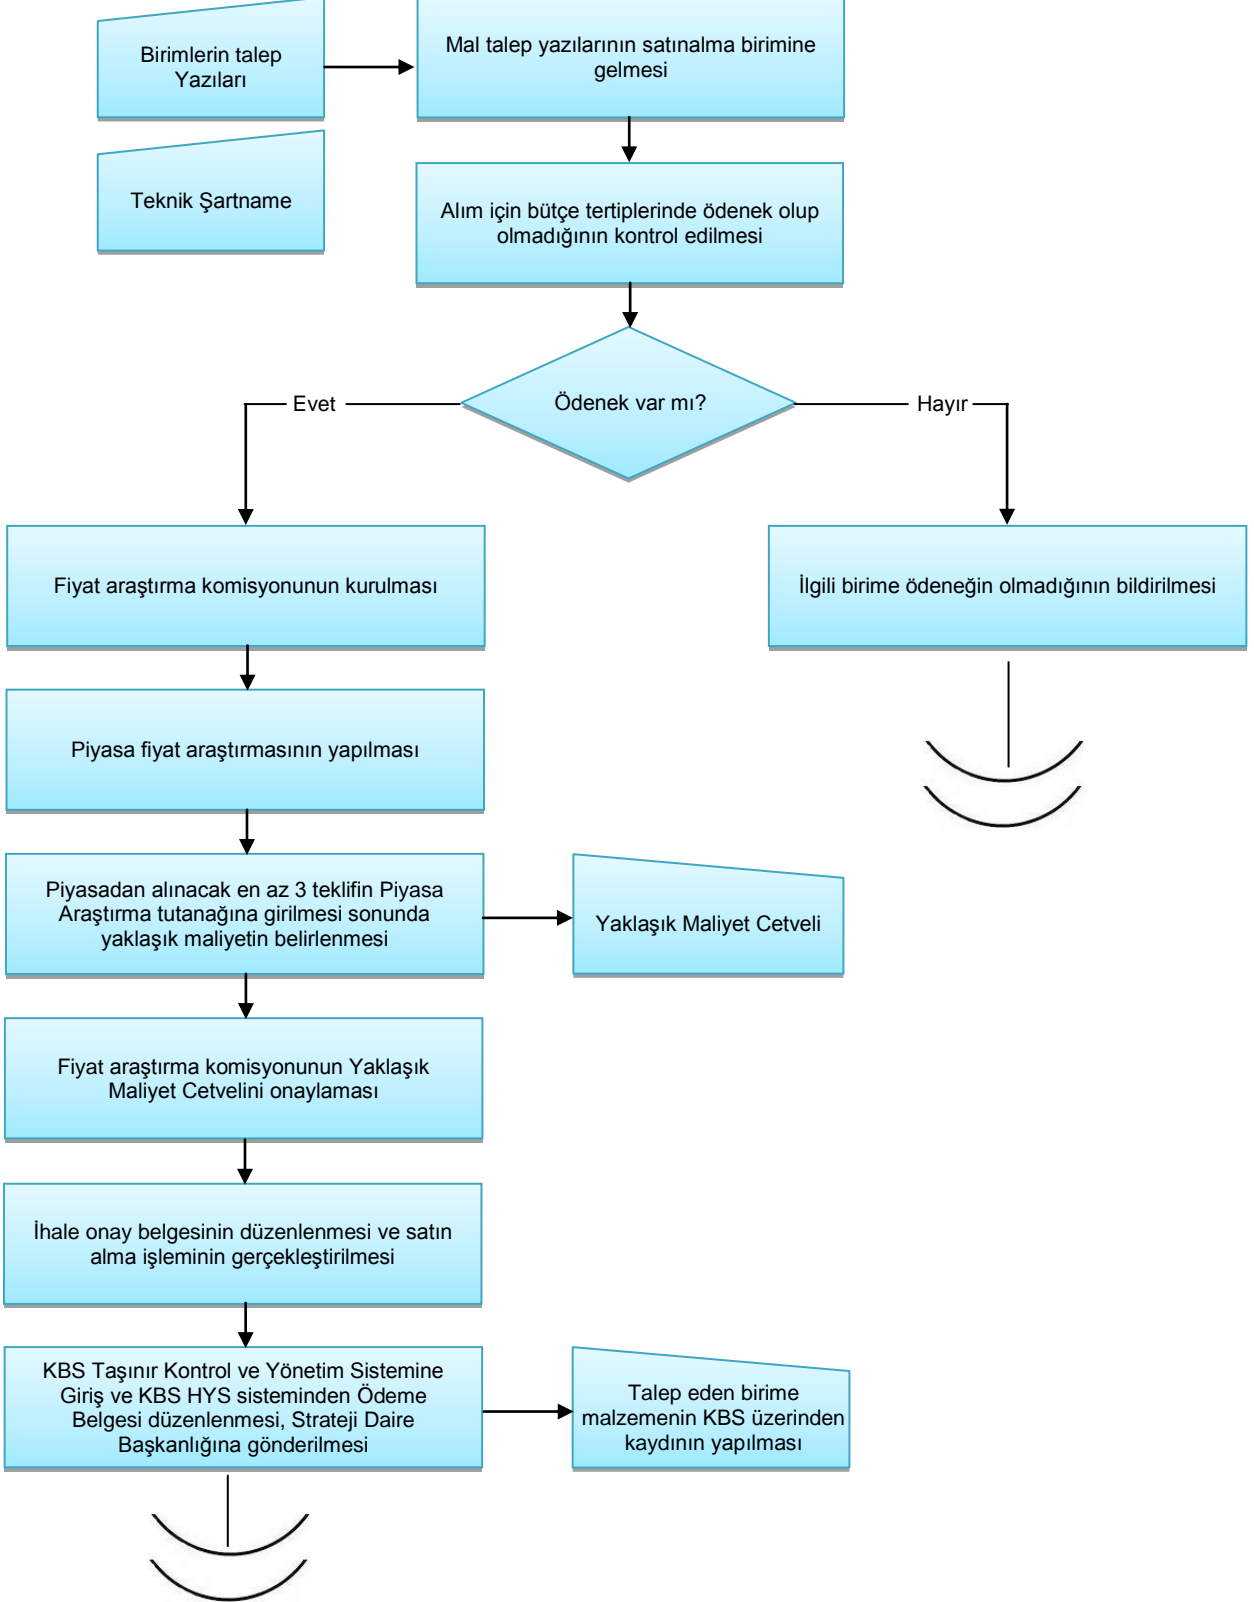 Birimlerin talep
Yazıları
Mal talep yazılarının satınalma birimine
gelmesi
Teknik Şartname
Alım için bütçe tertiplerinde ödenek olup
olmadığının kontrol edilmesi
Ödenek var mı?
Evet
Hayır
Fiyat araştırma komisyonunun kurulması
İlgili birime ödeneğin olmadığının bildirilmesi
Piyasa fiyat araştırmasının yapılması
Piyasadan alınacak en az 3 teklifin Piyasa
Araştırma tutanağına girilmesi sonunda
yaklaşık maliyetin belirlenmesi
Yaklaşık Maliyet Cetveli
Fiyat araştırma komisyonunun Yaklaşık
Maliyet Cetvelini onaylaması
İhale onay belgesinin düzenlenmesi ve satın
alma işleminin gerçekleştirilmesi
KBS Taşınır Kontrol ve Yönetim Sistemine
Giriş ve KBS HYS sisteminden Ödeme
Belgesi düzenlenmesi, Strateji Daire
Başkanlığına gönderilmesi
Talep eden birime
malzemenin KBS üzerinden
kaydının yapılması